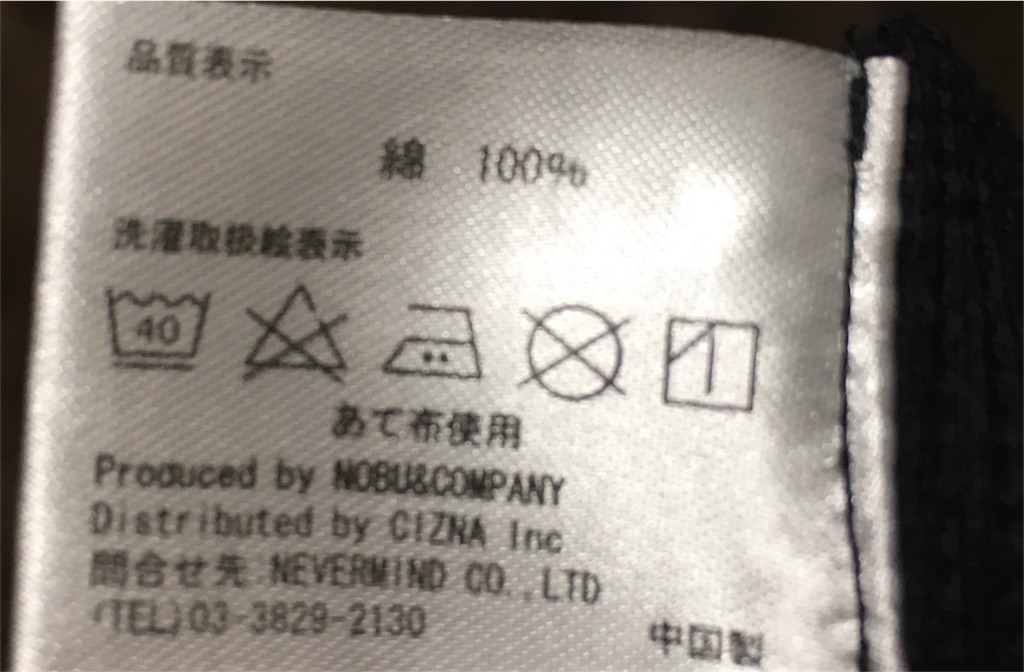 品質表示
綿 100%
洗濯取扱絵表示
40
あて布使用
Produced by NOBU&COMPANY
Distributed by CIZNA Inc
問合せ先 NEVERMIND CO.,LTD
(TEL)03-3829-2130
中国製